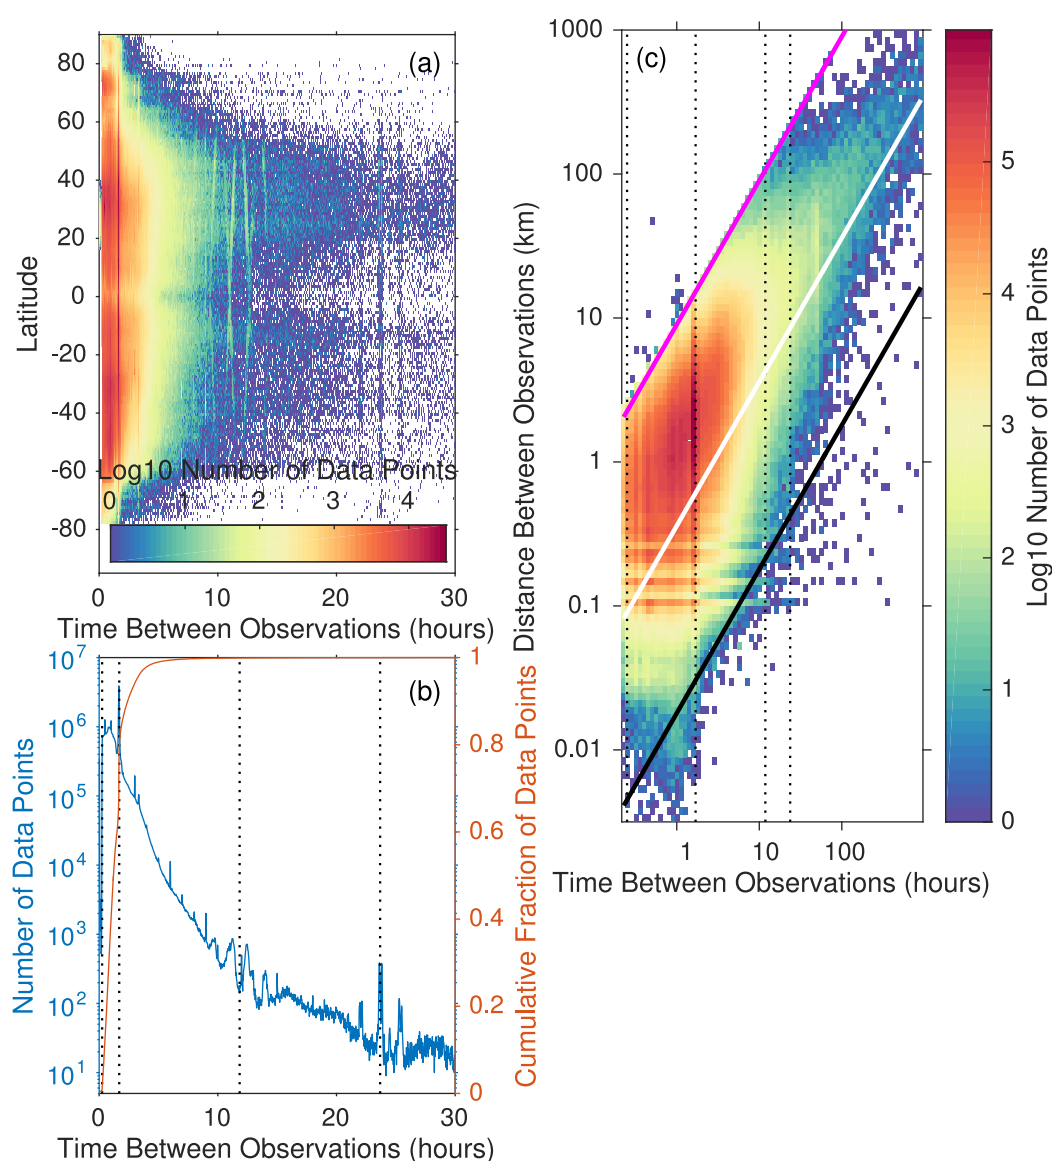 (a)
80
60
40
20
0
-20
-40
-60
-80
Latitude
Log10 Number of Data Points
0 1 2 3 4
0 10 20 30
Time Between Observations (hours)
(b)
10^7
10^6
10^5
10^4
10^3
10^2
10^1
Number of Data Points
1
0.8
0.6
0.4
0.2
0
Cumulative Fraction of Data Points
0 10 20 30
Time Between Observations (hours)
(c)
1000
100
10
1
0.1
0.01
Distance Between Observations (km)
1 10 100
Time Between Observations (hours)
5
4
3
2
1
0
Log10 Number of Data Points